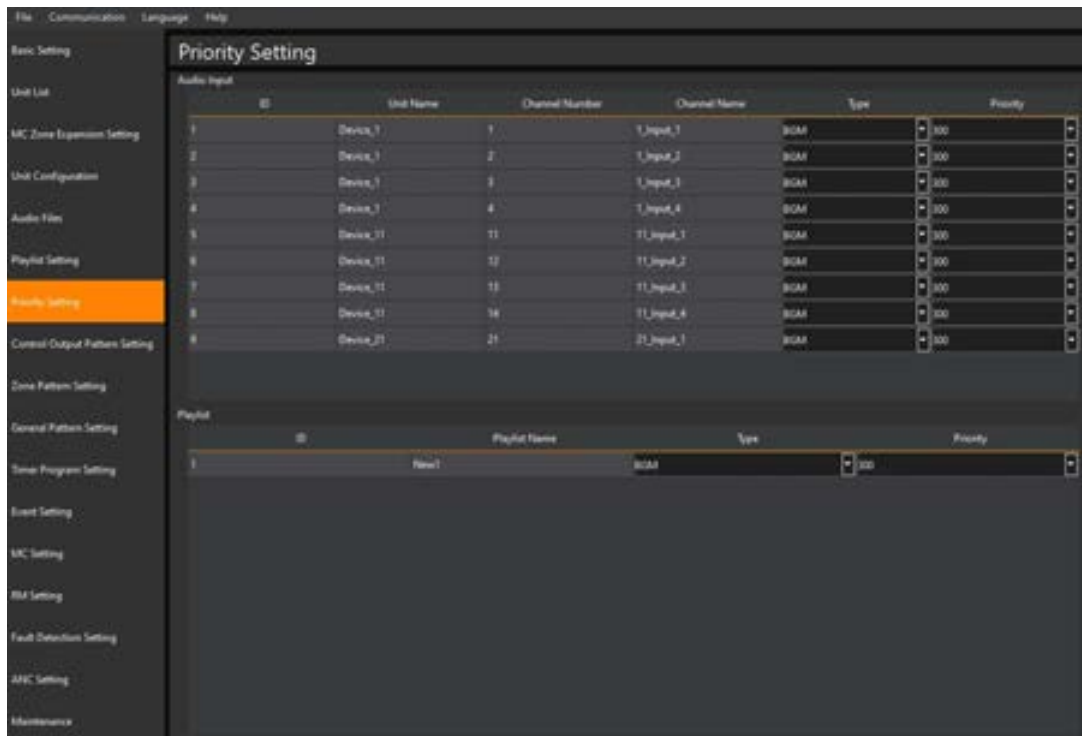 File Communication Language Help
Basic Setting
Unit List
MC Zone Expansion Setting
Unit Configuration
Audio Files
Playlist Setting
Priority Setting
Control Output Pattern Setting
Zone Pattern Setting
General Pattern Setting
Timer Program Setting
Event Setting
MC Setting
RM Setting
Fault Detection Setting
ANC Setting
Maintenance
Priority Setting
Audio Input
ID Unit Name Channel Number Channel Name Type Priority
1 Device_1 1 1_Input_1 BGM 300
2 Device_1 2 1_Input_2 BGM 300
3 Device_1 3 1_Input_3 BGM 300
4 Device_1 4 1_Input_4 BGM 300
5 Device_11 11 11_Input_1 BGM 300
6 Device_11 12 11_Input_2 BGM 300
7 Device_11 13 11_Input_3 BGM 300
8 Device_11 14 11_Input_4 BGM 300
9 Device_21 21 21_Input_1 BGM 300
Playlist
ID Playlist Name Type Priority
1 New1 BGM 300